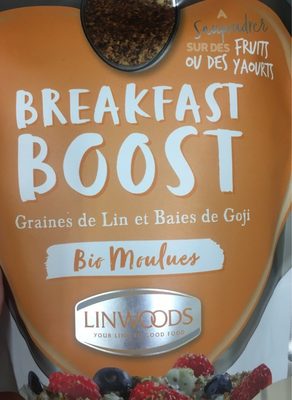 À
Saupoudrer
SUR DES FRUITS
OU DES YAOURTS
BREAKFAST
BOOST
Graines de Lin et Baies de Goji
Bio Moulues
LINWOODS
YOUR LINK TO GOOD FOOD